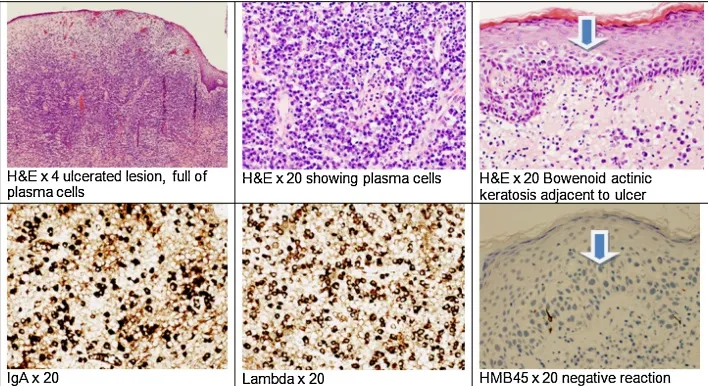 H&E x 4 ulcerated lesion, full of
plasma cells
H&E x 20 showing plasma cells
H&E x 20 Bowenoid actinic
keratosis adjacent to ulcer
IgA x 20
Lambda x 20
HMB45 x 20 negative reaction